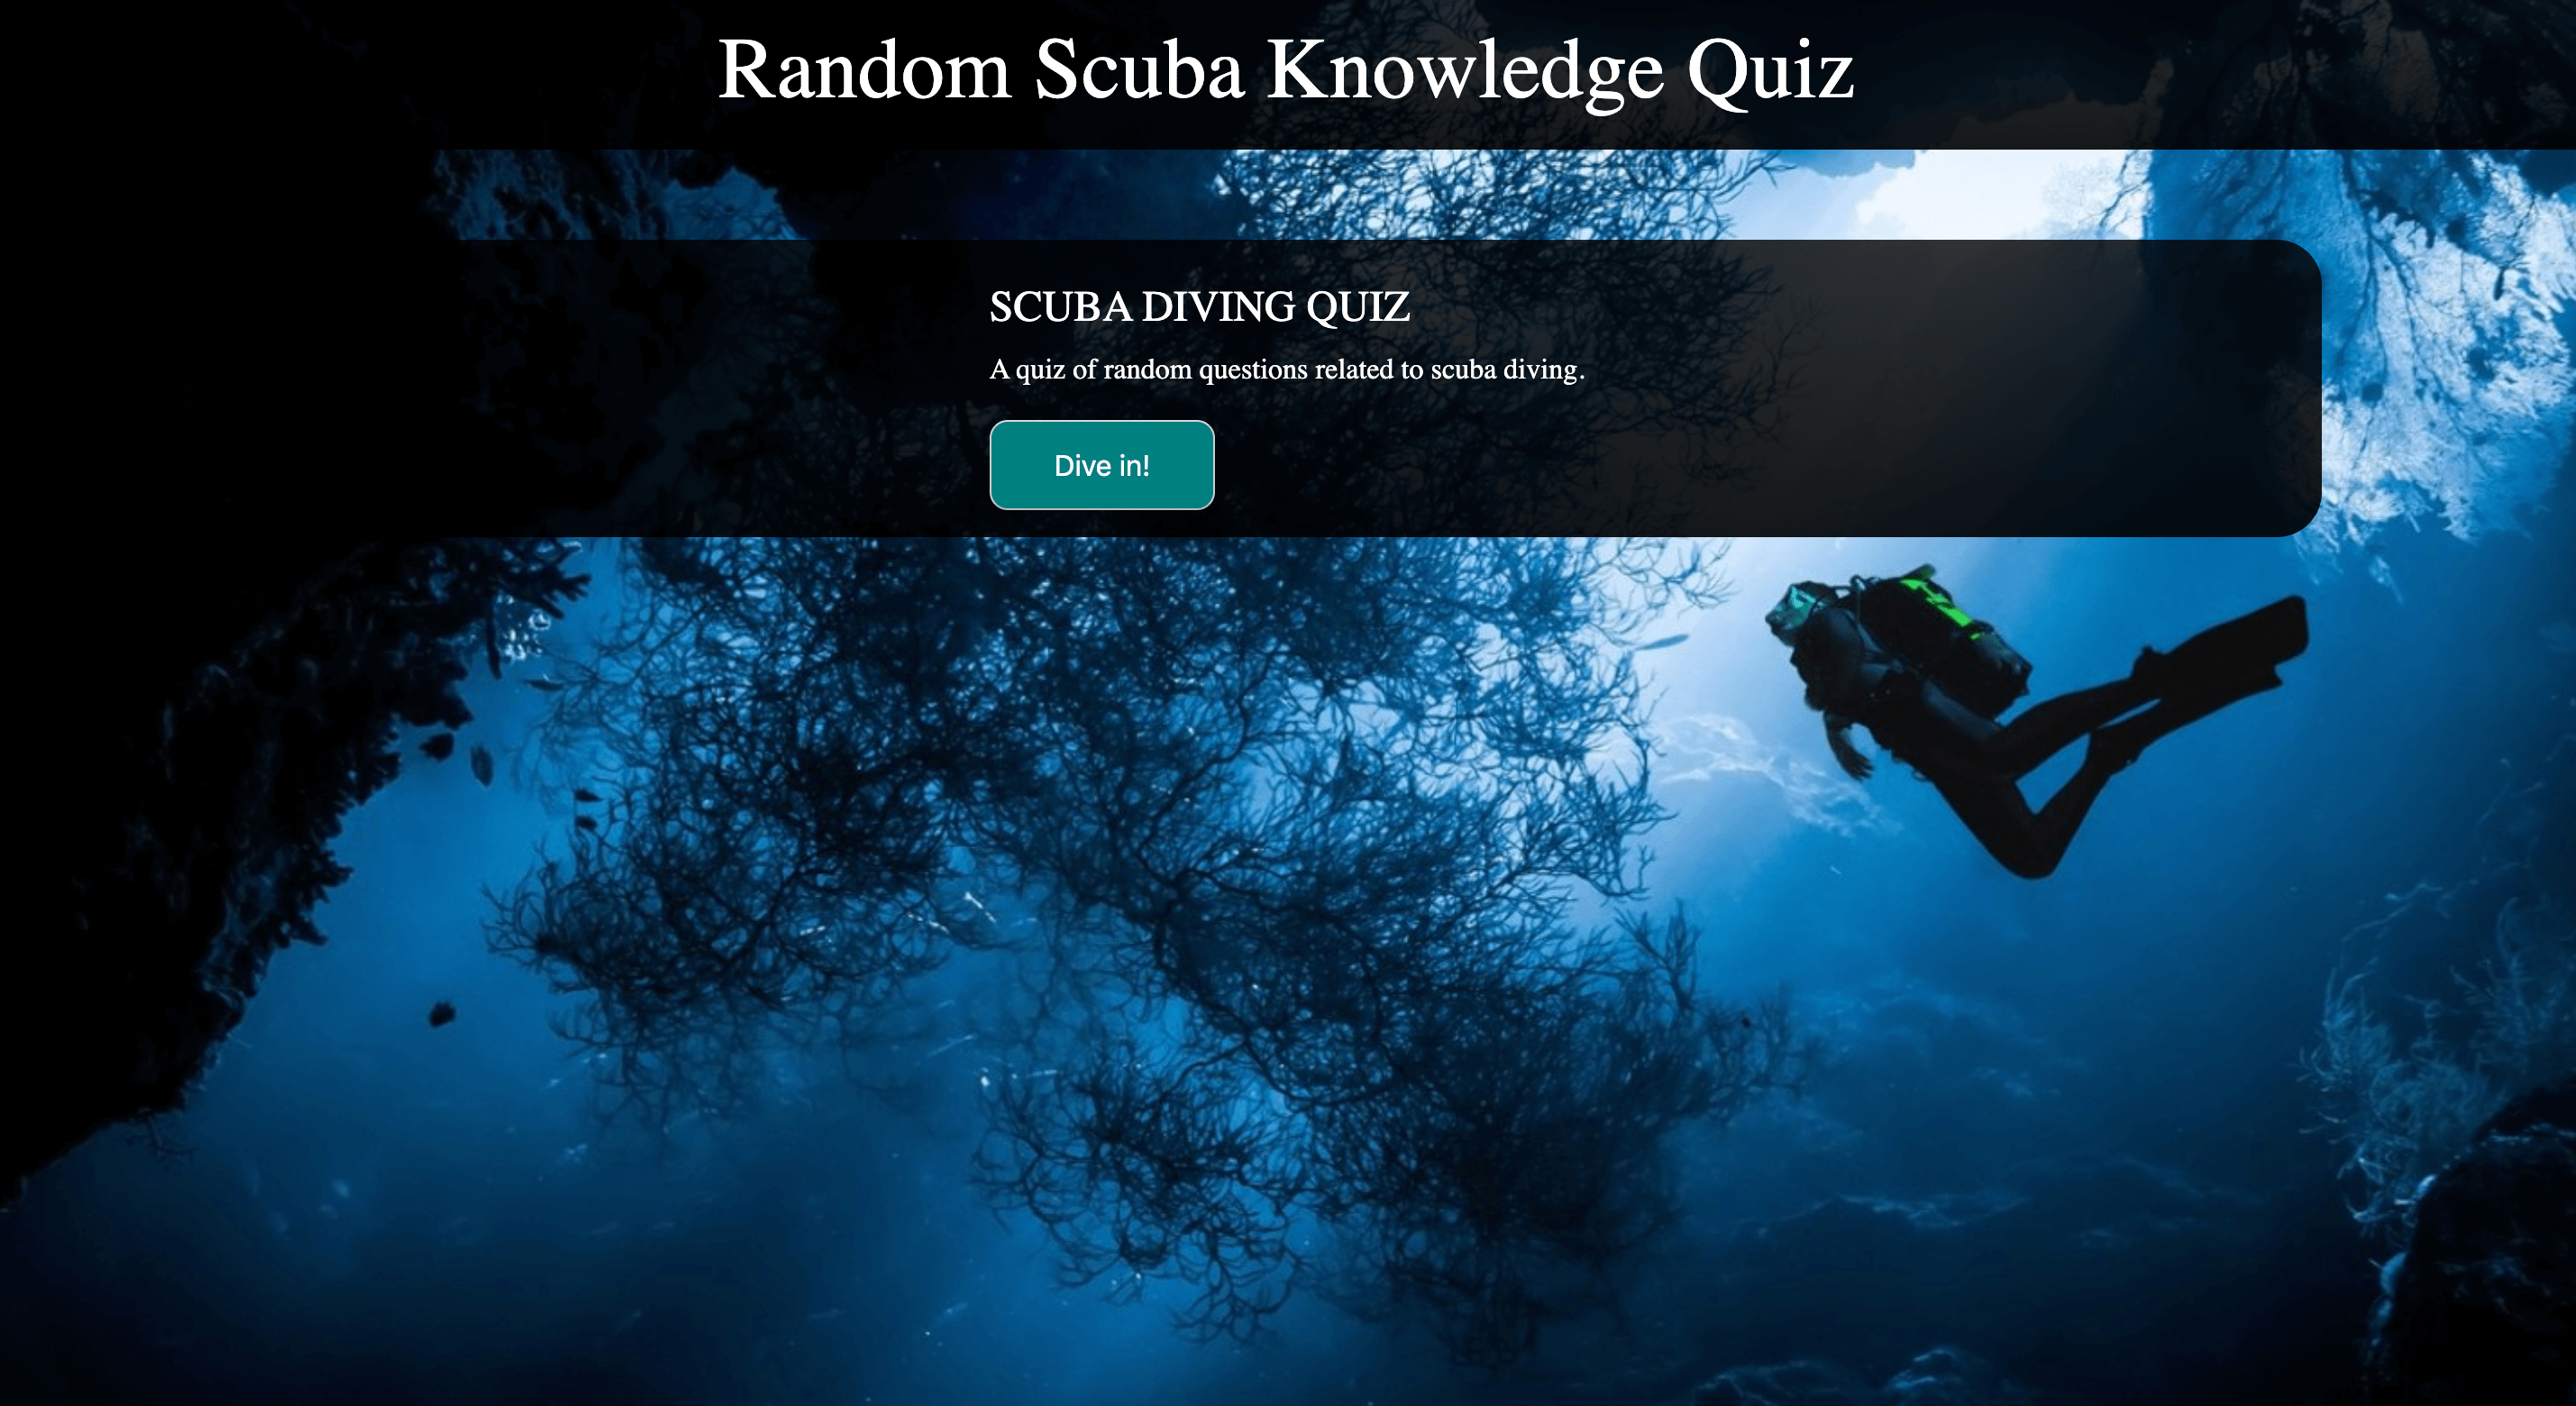 Random Scuba Knowledge Quiz
SCUBA DIVING QUIZ
A quiz of random questions related to scuba diving.
Dive in!